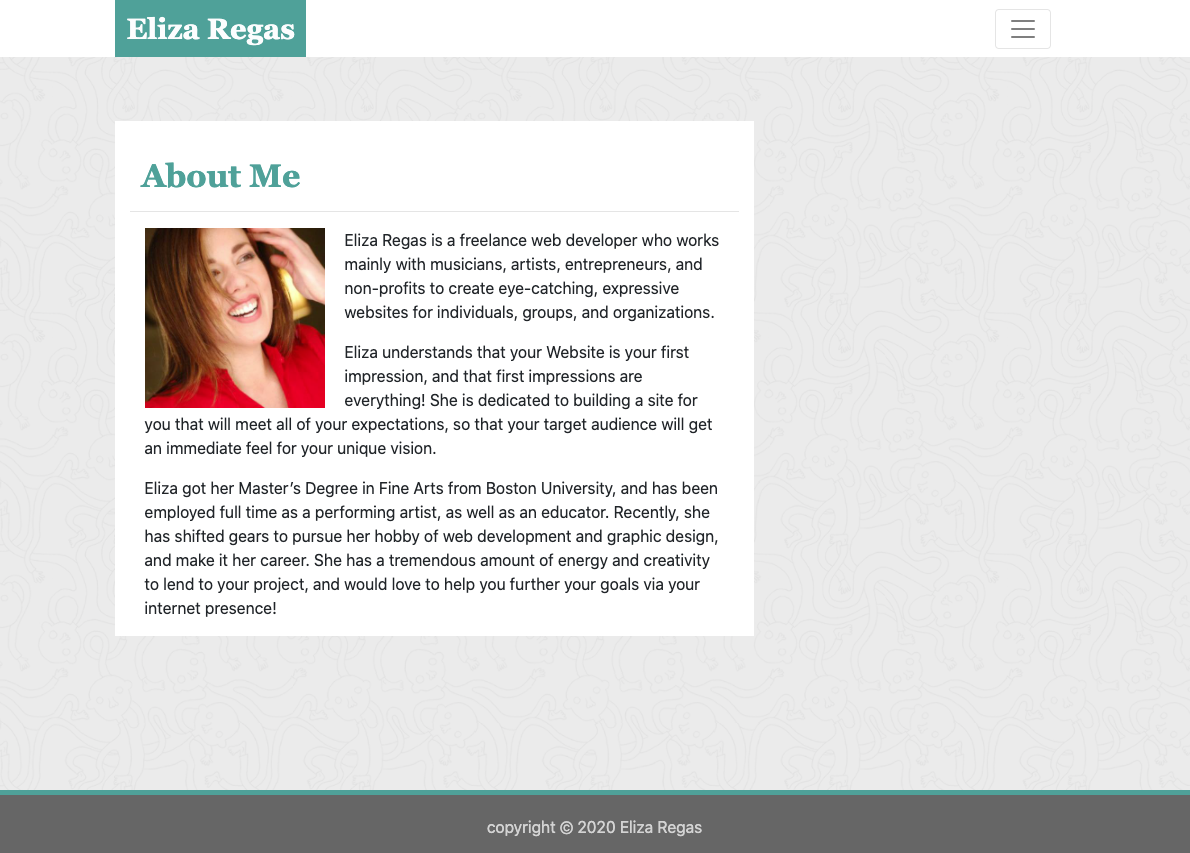 Eliza Regas
About Me
Eliza Regas is a freelance web developer who works
mainly with musicians, artists, entrepreneurs, and
non-profits to create eye-catching, expressive
websites for individuals, groups, and organizations.
Eliza understands that your Website is your first
impression, and that first impressions are
everything! She is dedicated to building a site for
you that will meet all of your expectations, so that your target audience will get
an immediate feel for your unique vision.
Eliza got her Master’s Degree in Fine Arts from Boston University, and has been
employed full time as a performing artist, as well as an educator. Recently, she
has shifted gears to pursue her hobby of web development and graphic design,
and make it her career. She has a tremendous amount of energy and creativity
to lend to your project, and would love to help you further your goals via your
internet presence!
copyright © 2020 Eliza Regas